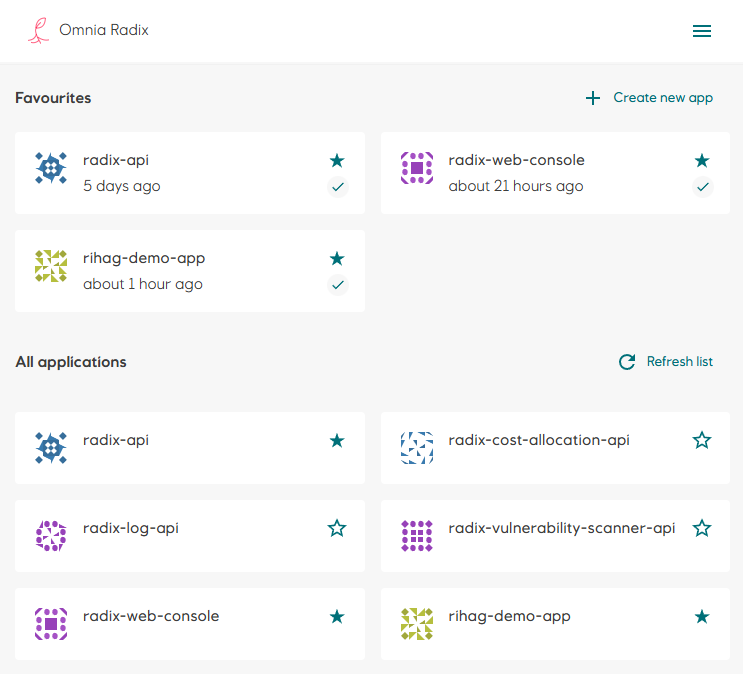 Omnia Radix
Favourites
Create new app
radix-api
5 days ago
radix-web-console
about 21 hours ago
rihag-demo-app
about 1 hour ago
All applications
Refresh list
radix-api
radix-cost-allocation-api
radix-log-api
radix-vulnerability-scanner-api
radix-web-console
rihag-demo-app